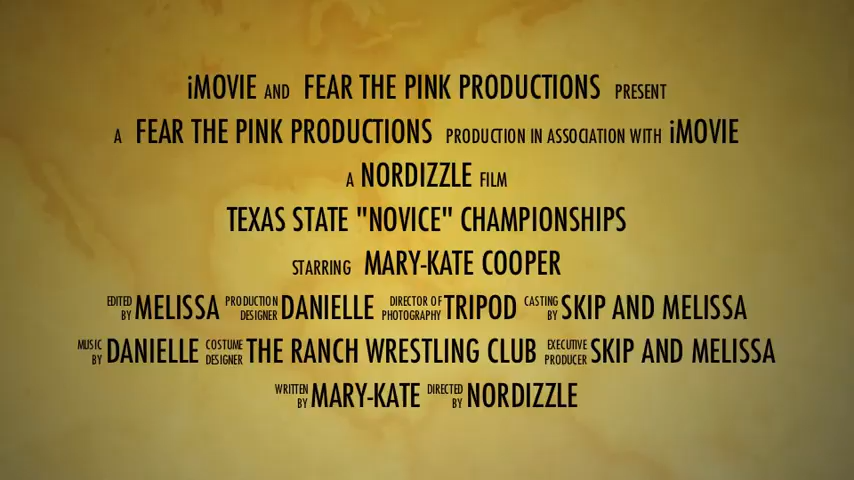 iMOVIE AND FEAR THE PINK PRODUCTIONS PRESENT
A FEAR THE PINK PRODUCTIONS PRODUCTION IN ASSOCIATION WITH iMOVIE
A NORDIZZLE FILM
TEXAS STATE "NOVICE" CHAMPIONSHIPS
STARRING MARY-KATE COOPER
EDITED BY MELISSA PRODUCTION DESIGNER DANIELLE DIRECTOR OF PHOTOGRAPHY TRIPOD CASTING BY SKIP AND MELISSA
MUSIC BY DANIELLE COSTUME DESIGNER THE RANCH WRESTLING CLUB EXECUTIVE PRODUCER SKIP AND MELISSA
WRITTEN BY MARY-KATE DIRECTED BY NORDIZZLE